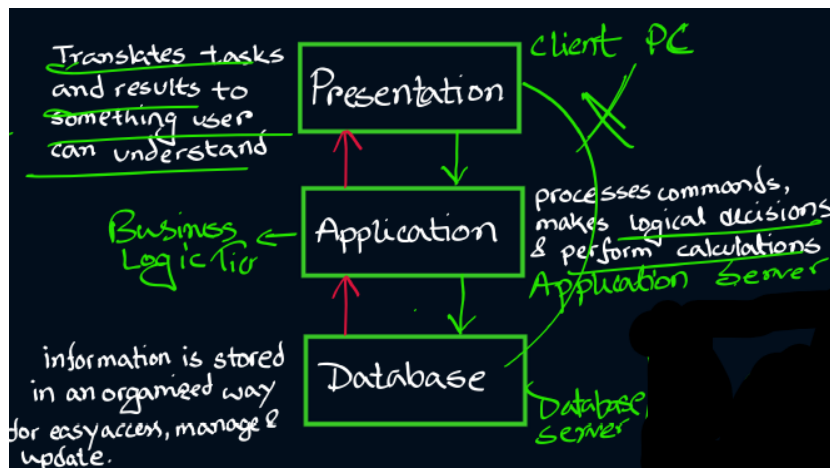 Translates tasks
and results to
something user
can understand
Presentation
client PC
Business
Logic Tier
Application
processes commands,
makes logical decisions
& perform calculations
Application Server
information is stored
in an organized way
for easy access, manage &
update.
Database
Database
server